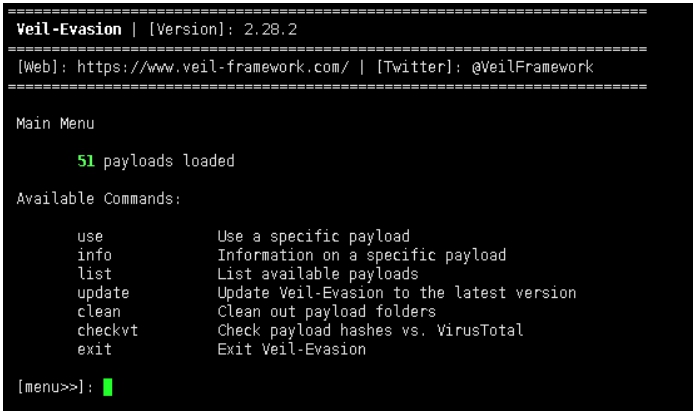 ==========================================================================
Veil-Evasion | [Version]: 2.28.2
==========================================================================
[Web]: https://www.veil-framework.com/ | [Twitter]: @VeilFramework
==========================================================================
Main Menu
51 payloads loaded
Available Commands:
use Use a specific payload
info Information on a specific payload
list List available payloads
update Update Veil-Evasion to the latest version
clean Clean out payload folders
checkvt Check payload hashes vs. VirusTotal
exit Exit Veil-Evasion
[menu>>]: